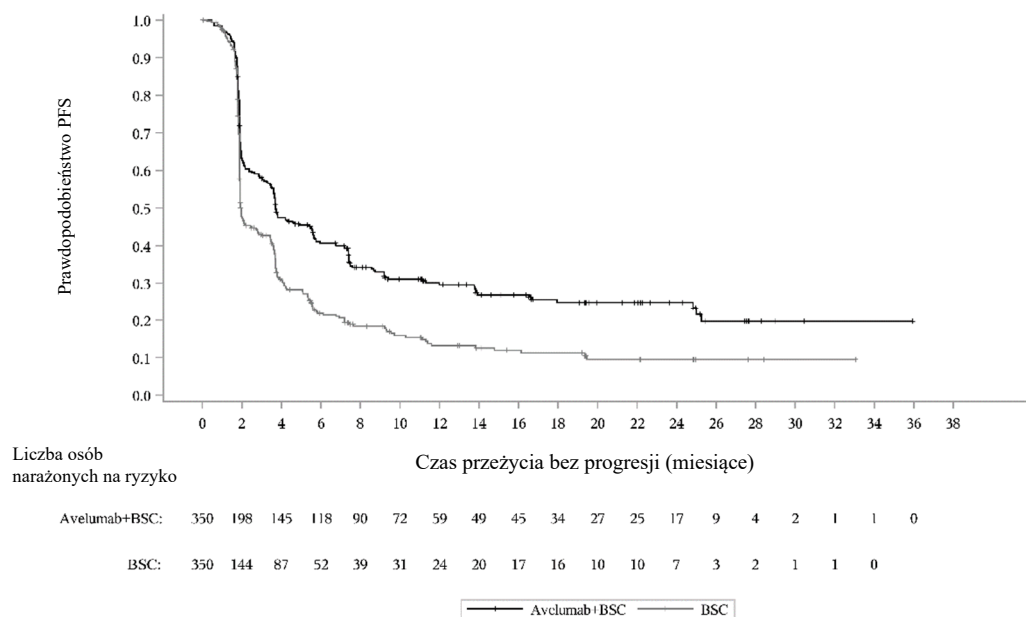 Prawdopodobieństwo PFS
1.0
0.9
0.8
0.7
0.6
0.5
0.4
0.3
0.2
0.1
0.0
0 2 4 6 8 10 12 14 16 18 20 22 24 26 28 30 32 34 36 38
Liczba osób
narażonych na ryzyko
Czas przeżycia bez progresji (miesiące)
Avelumab+BSC: 350 198 145 118 90 72 59 49 45 34 27 25 17 9 4 2 1 1 0
BSC: 350 144 87 52 39 31 24 20 17 16 10 10 7 3 2 1 1 0
Avelumab+BSC BSC